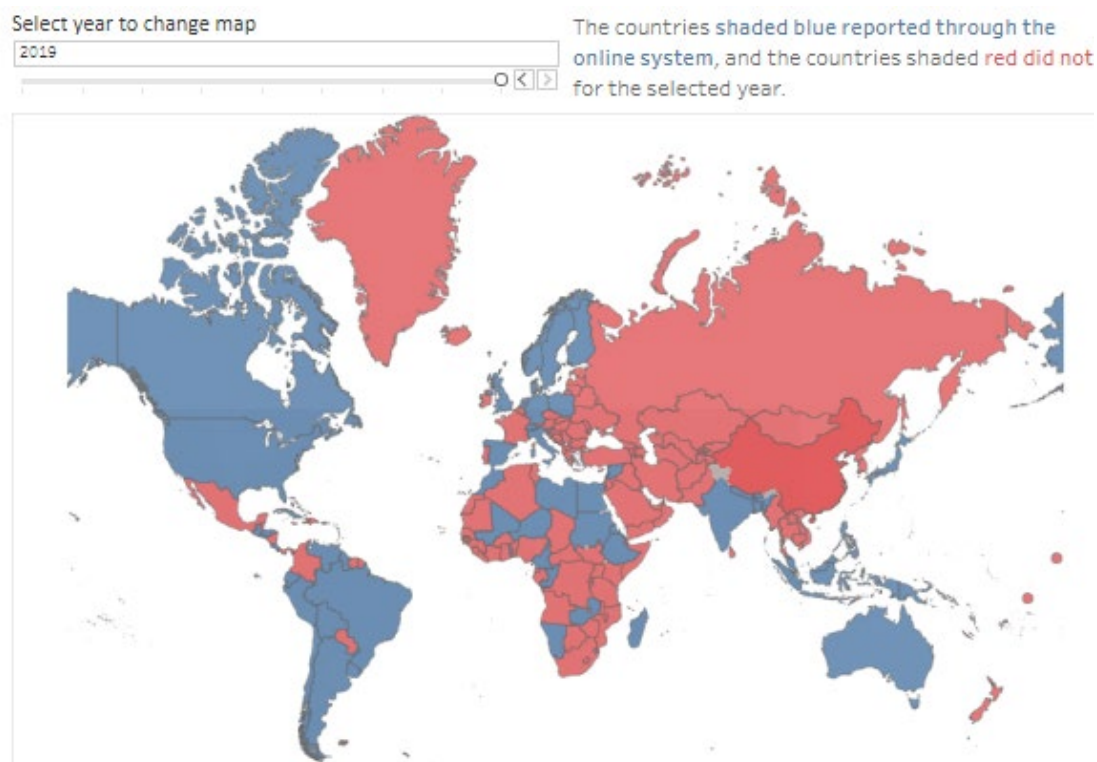 Select year to change map
2019
The countries shaded blue reported through the
online system, and the countries shaded red did not
for the selected year.